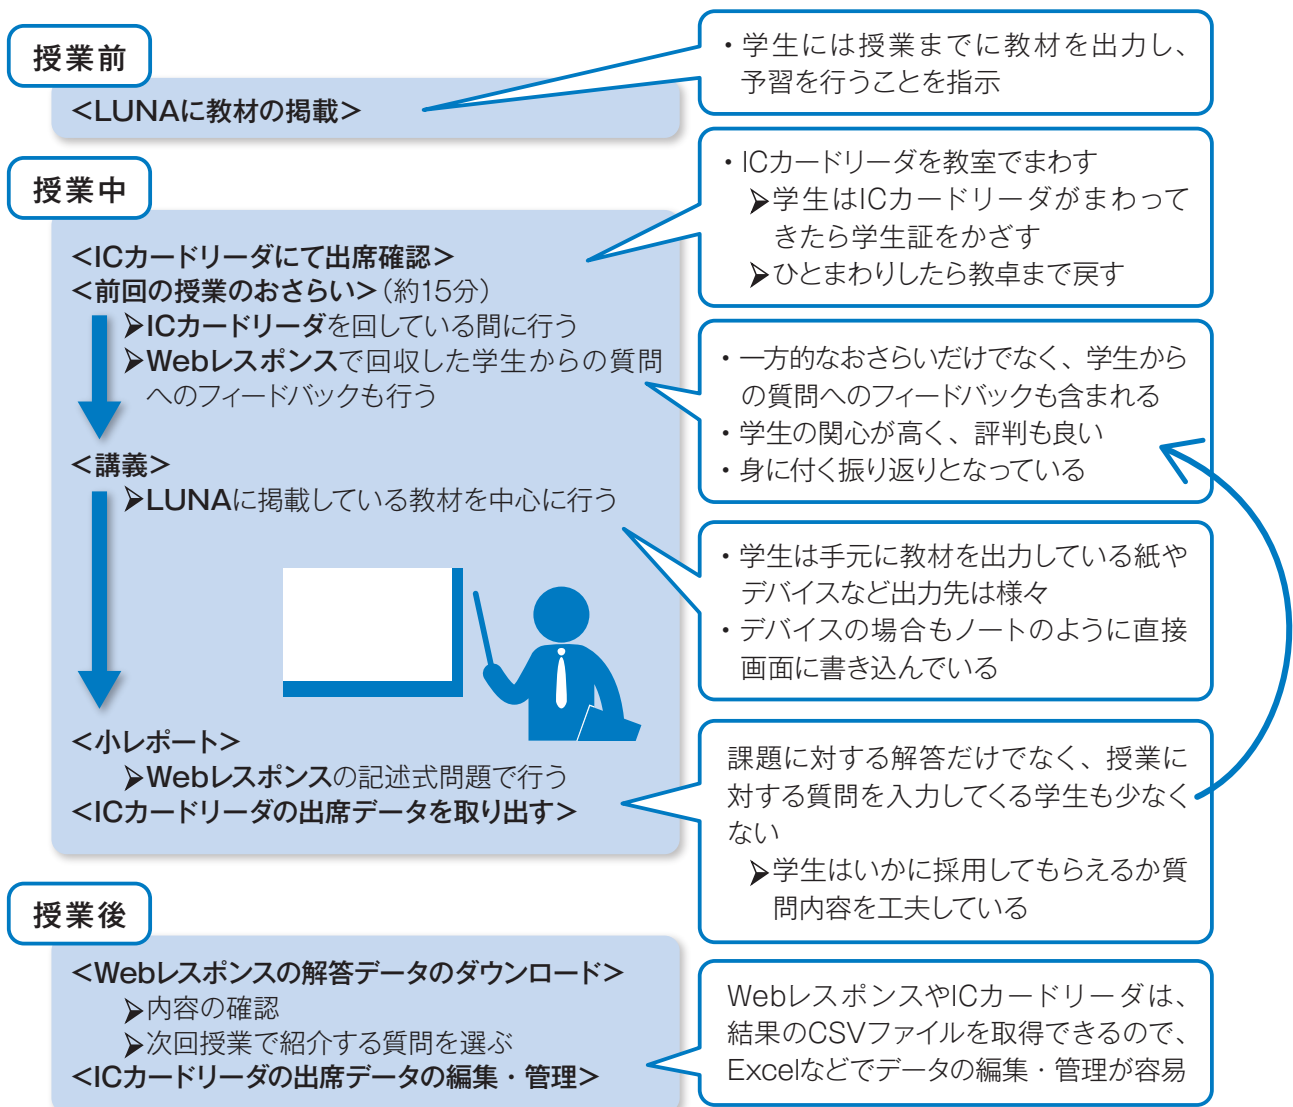 授業前
<LUNAに教材の掲載>
・学生には授業までに教材を出力し、
予習を行うことを指示
授業中
<ICカードリーダにて出席確認>
<前回の授業のおさらい>（約15分）
➤ICカードリーダを回している間に行う
➤Webレスポンスで回収した学生からの質問
へのフィードバックも行う
・ICカードリーダを教室でまわす
➤学生はICカードリーダがまわって
きたら学生証をかざす
➤ひとまわりしたら教卓まで戻す
・一方的なおさらいだけでなく、学生から
の質問へのフィードバックも含まれる
・学生の関心が高く、評判も良い
・身に付く振り返りとなっている
<講義>
➤LUNAに掲載している教材を中心に行う
・学生は手元に教材を出力している紙や
デバイスなど出力先は様々
・デバイスの場合もノートのように直接
画面に書き込んでいる
<小レポート>
➤Webレスポンスの記述式問題で行う
<ICカードリーダの出席データを取り出す>
課題に対する解答だけでなく、授業に
対する質問を入力してくる学生も少なく
ない
➤学生はいかに採用してもらえるか質
問内容を工夫している
授業後
<Webレスポンスの解答データのダウンロード>
➤内容の確認
➤次回授業で紹介する質問を選ぶ
<ICカードリーダの出席データの編集・管理>
WebレスポンスやICカードリーダは、
結果のCSVファイルを取得できるので、
Excelなどでデータの編集・管理が容易